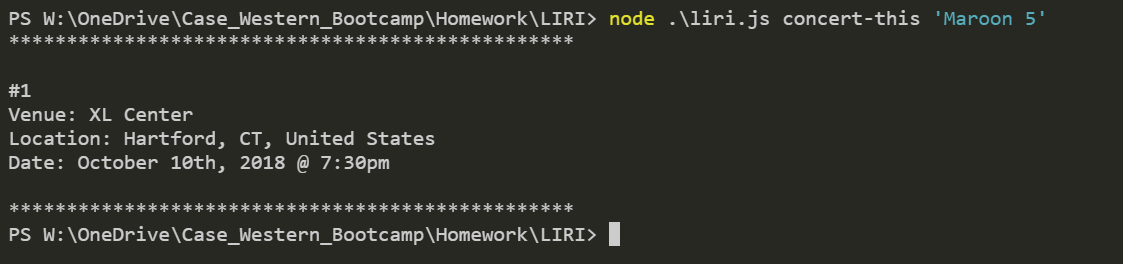 PS W:\OneDrive\Case_Western_Bootcamp\Homework\LIRI> node .\liri.js concert-this 'Maroon 5'
*************************************************
#1
Venue: XL Center
Location: Hartford, CT, United States
Date: October 10th, 2018 @ 7:30pm
*************************************************
PS W:\OneDrive\Case_Western_Bootcamp\Homework\LIRI>